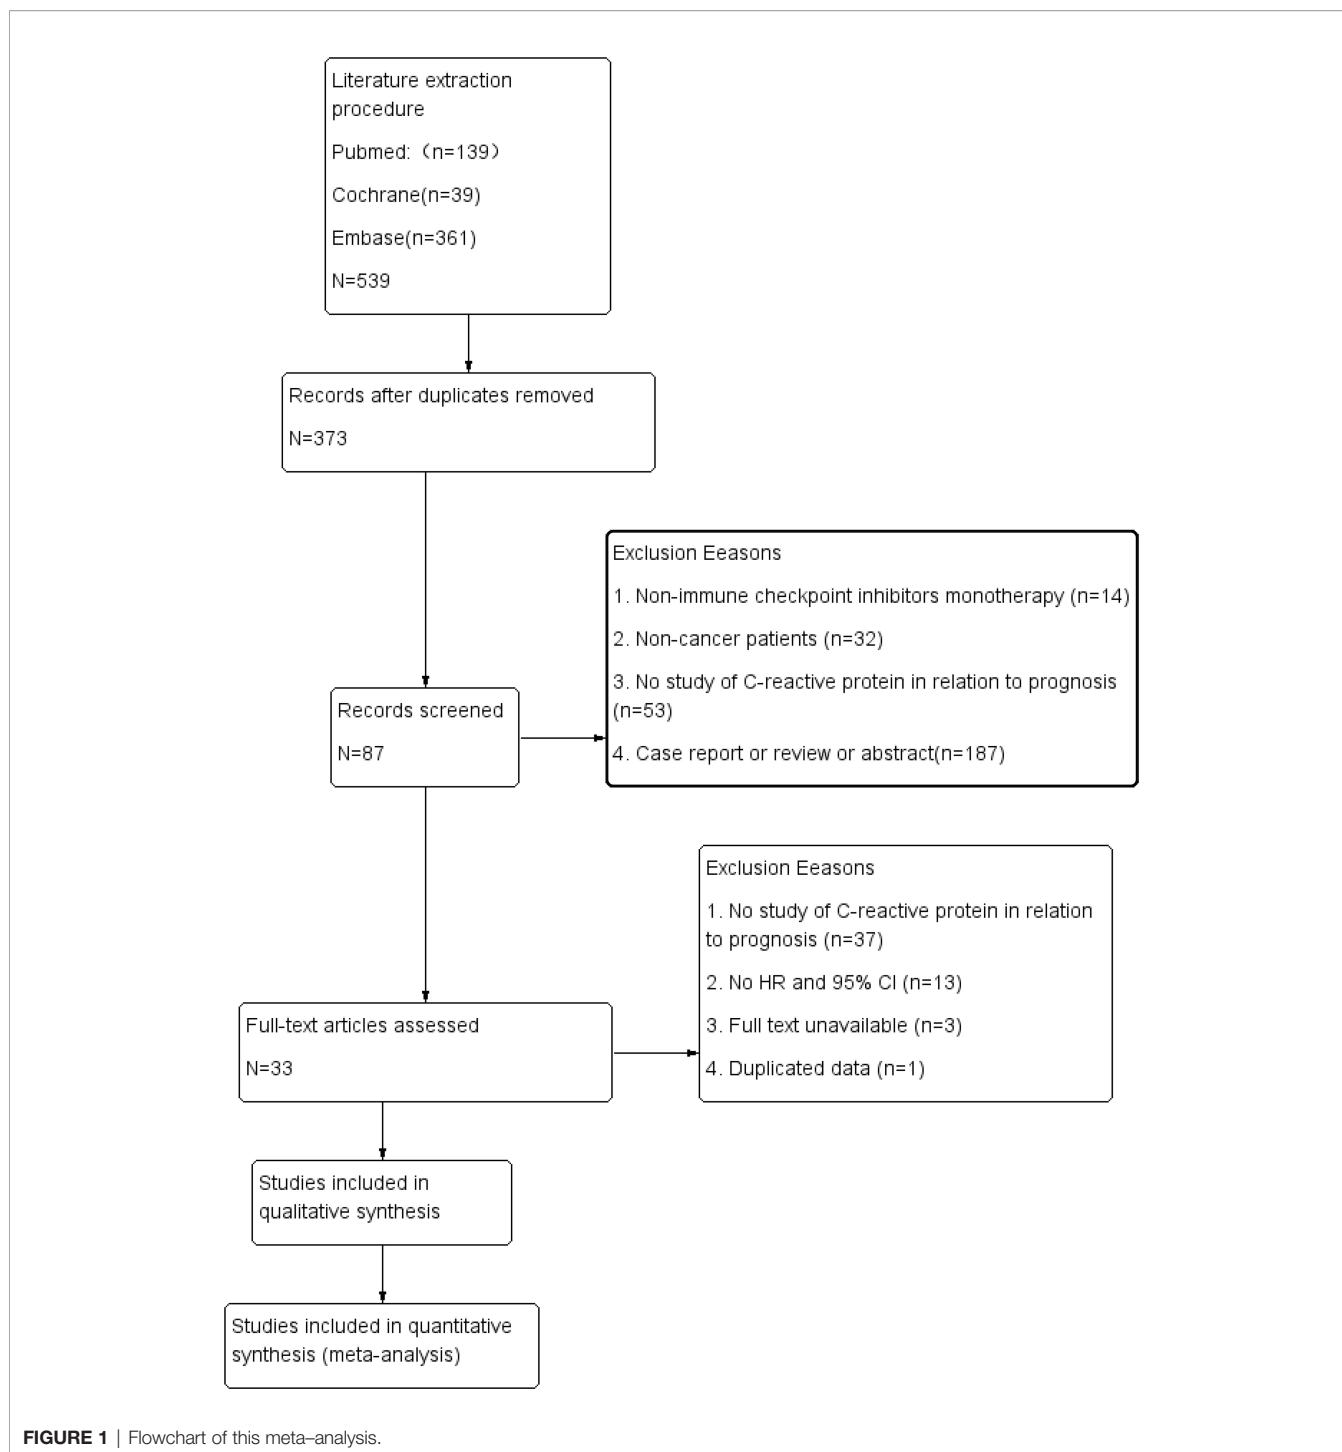 Literature extraction
procedure
Pubmed:（n=139）
Cochrane(n=39)
Embase(n=361)
N=539
Records after duplicates removed
N=373
Exclusion Eeasons
1. Non-immune checkpoint inhibitors monotherapy (n=14)
2. Non-cancer patients (n=32)
3. No study of C-reactive protein in relation to prognosis
(n=53)
4. Case report or review or abstract(n=187)
Records screened
N=87
Exclusion Eeasons
1. No study of C-reactive protein in relation
to prognosis (n=37)
2. No HR and 95% CI (n=13)
3. Full text unavailable (n=3)
4. Duplicated data (n=1)
Full-text articles assessed
N=33
Studies included in
qualitative synthesis
Studies included in quantitative
synthesis (meta-analysis)
FIGURE 1 | Flowchart of this meta–analysis.